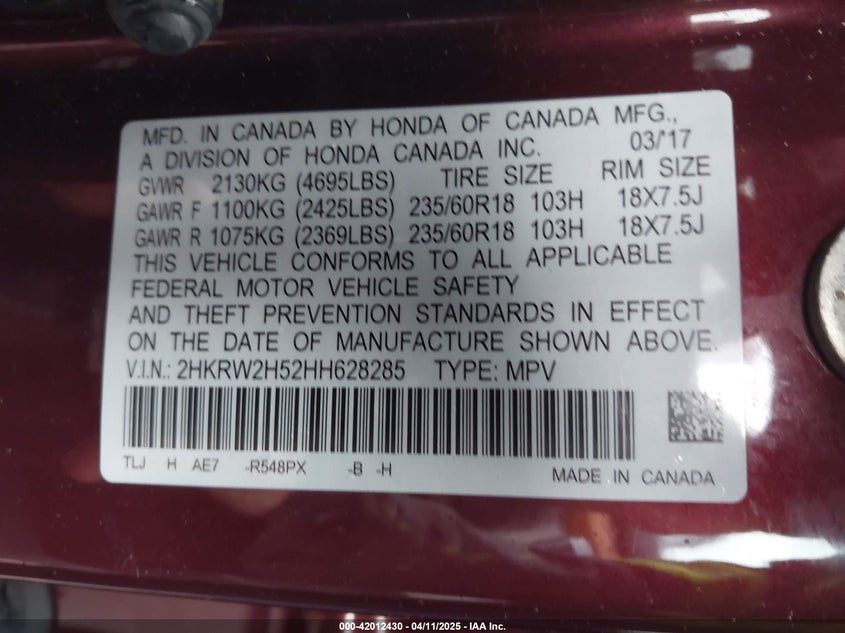 MFD. IN CANADA BY HONDA OF CANADA MFG.,
A DIVISION OF HONDA CANADA INC. 03/'17
GVWR 2130KG (4695LBS) TIRE SIZE RIM SIZE
GAWR F 1100KG (2425LBS) 235/60R18 103H 18X7.5J
GAWR R 1075KG (2369LBS) 235/60R18 103H 18X7.5J
THIS VEHICLE CONFORMS TO ALL APPLICABLE
FEDERAL MOTOR VEHICLE SAFETY
AND THEFT PREVENTION STANDARDS IN EFFECT
ON THE DATE OF MANUFACTURE SHOWN ABOVE.
V.I.N.: 2HKRW2H52HH628285 TYPE: MPV
TLJ H AE7 -R548PX -B -H MADE IN CANADA
000-42012430 - 04/11/2025 - IAA Inc.